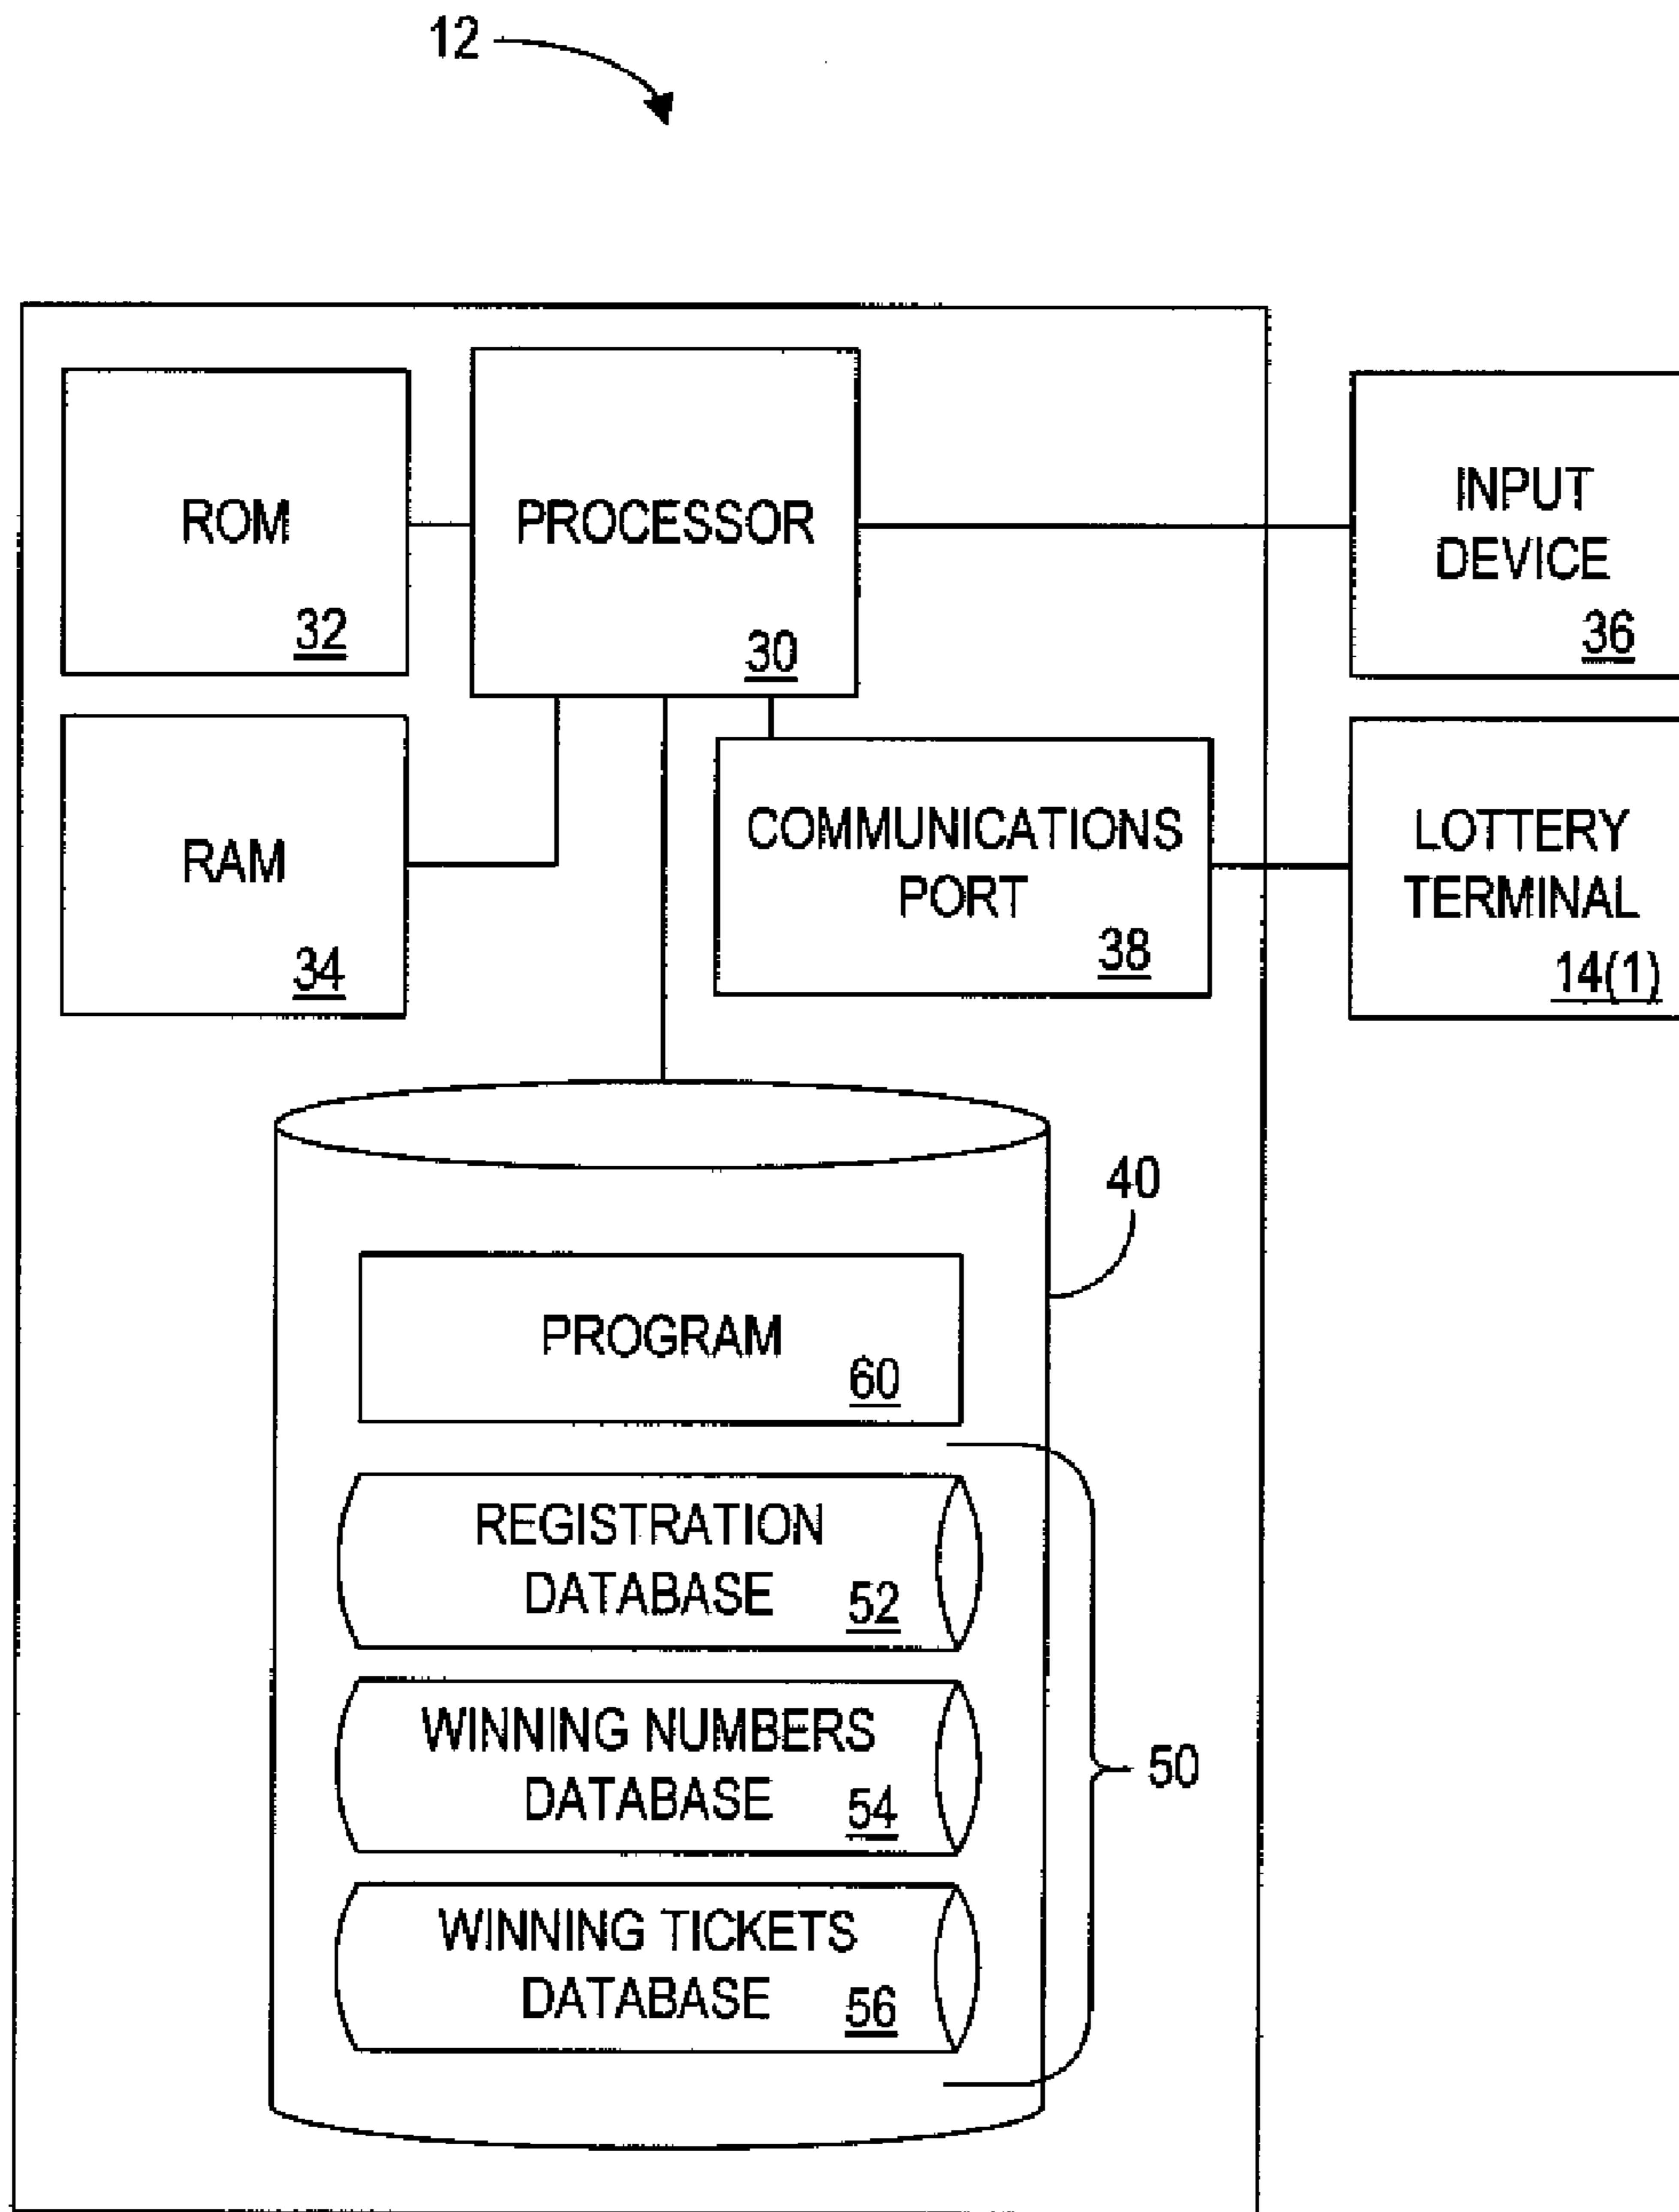 12
ROM
32
PROCESSOR
30
INPUT
DEVICE
36
RAM
34
COMMUNICATIONS
PORT
38
LOTTERY
TERMINAL
14(1)
40
PROGRAM
60
REGISTRATION
DATABASE
52
WINNING NUMBERS
DATABASE
54
50
WINNING TICKETS
DATABASE
56